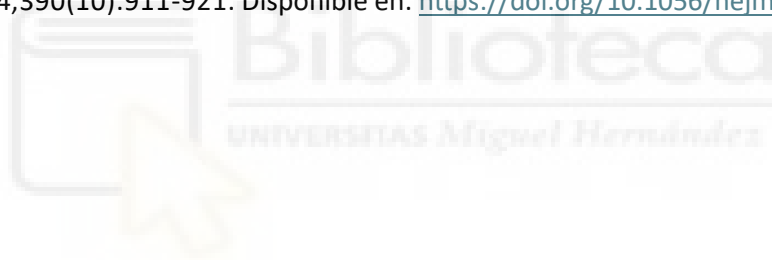 4;390(10):911-921. Disponible en: https://doi.org/10.1056/nejm
Biblioteca
UNIVERSITAS Miguel Hernández